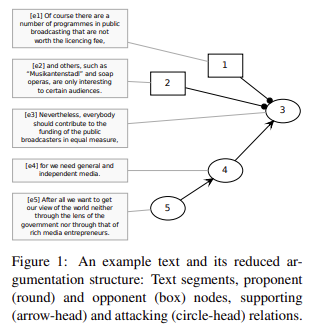 [e1] Of course there are a
number of programmes in public
broadcasting that are not
worth the licencing fee,
1
[e2] and others, such as
"Musikantenstadl" and soap
operas, are only interesting
to certain audiences.
2
3
[e3] Nevertheless, everybody
should contribute to the
funding of the public
broadcasters in equal measure,
[e4] for we need general and
independent media.
4
[e5] After all we want to get
our view of the world neither
through the lens of the
government nor through that of
rich media entrepreneurs.
5
Figure 1: An example text and its reduced ar-
gumentation structure: Text segments, proponent
(round) and opponent (box) nodes, supporting
(arrow-head) and attacking (circle-head) relations.